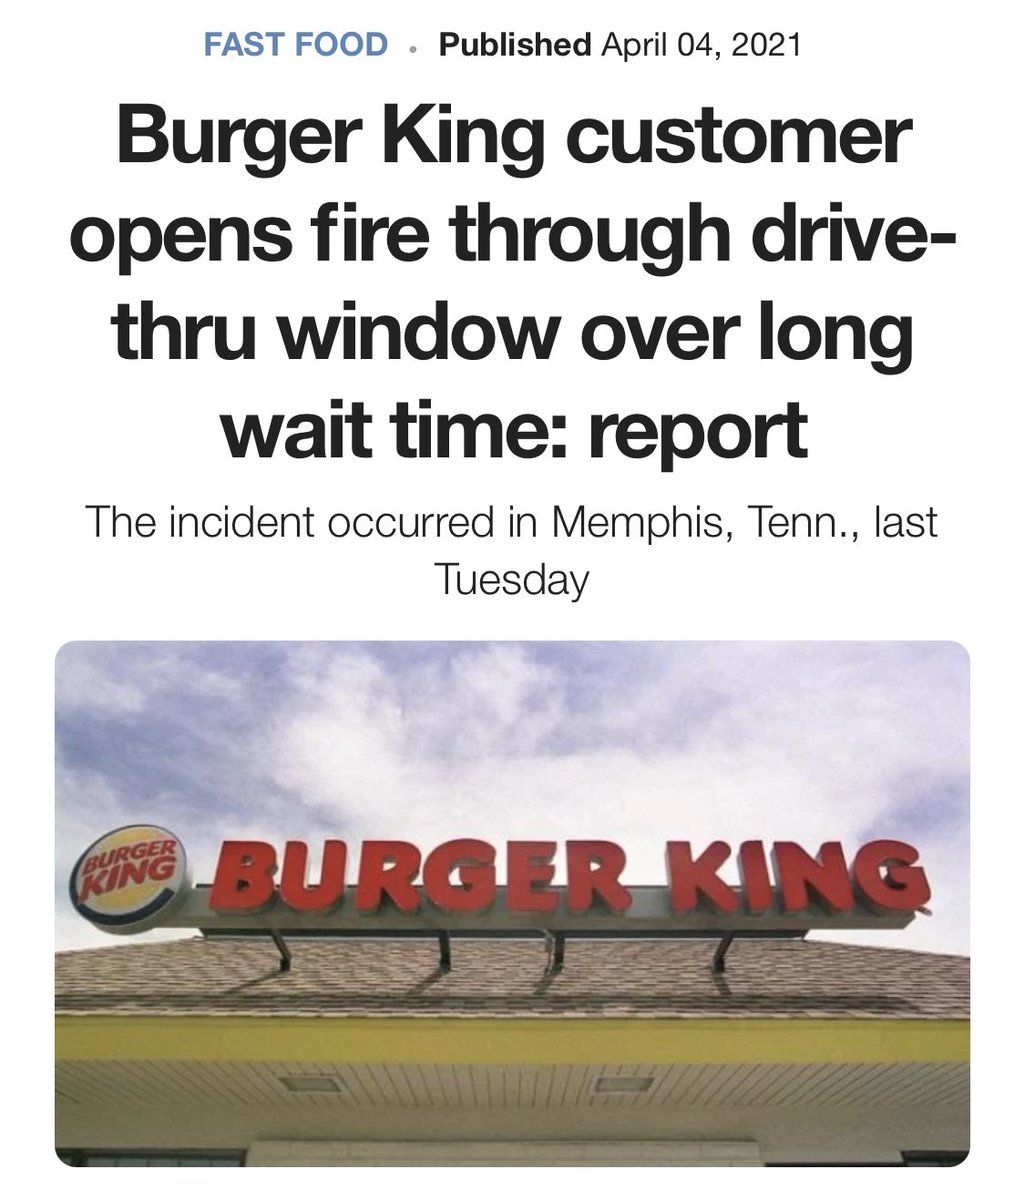 FAST FOOD • Published April 04, 2021
Burger King customer
opens fire through drive-
thru window over long
wait time: report
The incident occurred in Memphis, Tenn., last
Tuesday
BURGER
KING
BURGER KING